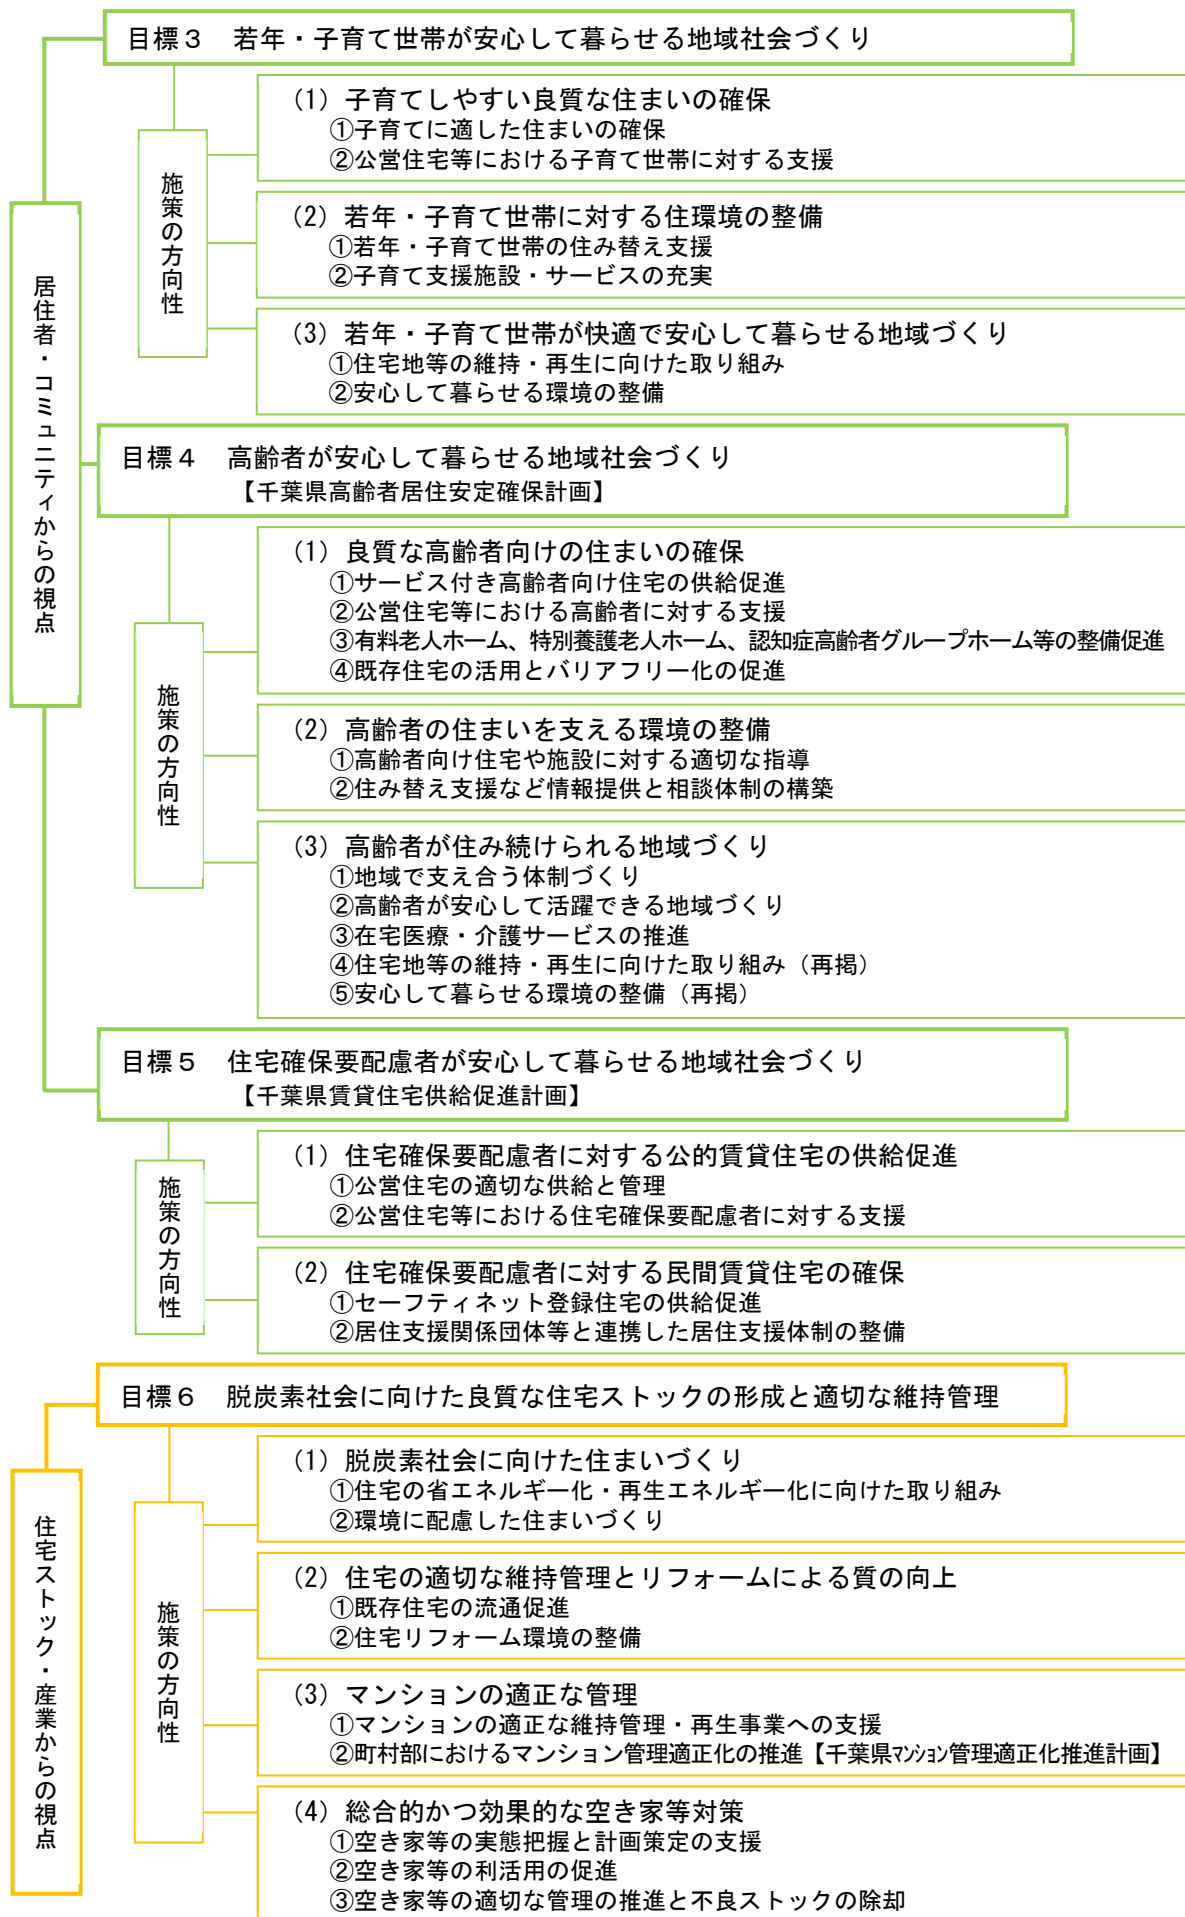 居住者・コミュニティからの視点
目標３　若年・子育て世帯が安心して暮らせる地域社会づくり
施策の方向性
(1) 子育てしやすい良質な住まいの確保
①子育てに適した住まいの確保
②公営住宅等における子育て世帯に対する支援
(2) 若年・子育て世帯に対する住環境の整備
①若年・子育て世帯の住み替え支援
②子育て支援施設・サービスの充実
(3) 若年・子育て世帯が快適で安心して暮らせる地域づくり
①住宅地等の維持・再生に向けた取り組み
②安心して暮らせる環境の整備
目標４　高齢者が安心して暮らせる地域社会づくり
【千葉県高齢者居住安定確保計画】
施策の方向性
(1) 良質な高齢者向けの住まいの確保
①サービス付き高齢者向け住宅の供給促進
②公営住宅等における高齢者に対する支援
③有料老人ホーム、特別養護老人ホーム、認知症高齢者グループホーム等の整備促進
④既存住宅の活用とバリアフリー化の促進
(2) 高齢者の住まいを支える環境の整備
①高齢者向け住宅や施設に対する適切な指導
②住み替え支援など情報提供と相談体制の構築
(3) 高齢者が住み続けられる地域づくり
①地域で支え合う体制づくり
②高齢者が安心して活躍できる地域づくり
③在宅医療・介護サービスの推進
④住宅地等の維持・再生に向けた取り組み（再掲）
⑤安心して暮らせる環境の整備（再掲）
目標５　住宅確保要配慮者が安心して暮らせる地域社会づくり
【千葉県賃貸住宅供給促進計画】
施策の方向性
(1) 住宅確保要配慮者に対する公的賃貸住宅の供給促進
①公営住宅の適切な供給と管理
②公営住宅等における住宅確保要配慮者に対する支援
(2) 住宅確保要配慮者に対する民間賃貸住宅の確保
①セーフティネット登録住宅の供給促進
②居住支援関係団体等と連携した居住支援体制の整備
住宅ストック・産業からの視点
目標６　脱炭素社会に向けた良質な住宅ストックの形成と適切な維持管理
施策の方向性
(1) 脱炭素社会に向けた住まいづくり
①住宅の省エネルギー化・再生エネルギー化に向けた取り組み
②環境に配慮した住まいづくり
(2) 住宅の適切な維持管理とリフォームによる質の向上
①既存住宅の流通促進
②住宅リフォーム環境の整備
(3) マンションの適正な管理
①マンションの適正な維持管理・再生事業への支援
②町村部におけるマンション管理適正化の推進【千葉県ﾏﾝｼｮﾝ管理適正化推進計画】
(4) 総合的かつ効果的な空き家等対策
①空き家等の実態把握と計画策定の支援
②空き家等の利活用の促進
③空き家等の適切な管理の推進と不良ストックの除却